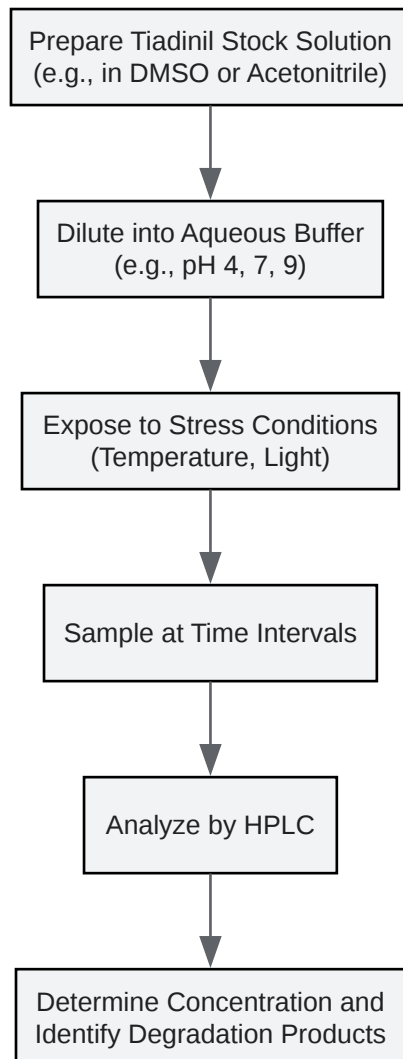 Prepare Tiadinil Stock Solution
(e.g., in DMSO or Acetonitrile)
Dilute into Aqueous Buffer
(e.g., pH 4, 7, 9)
Expose to Stress Conditions
(Temperature, Light)
Sample at Time Intervals
Analyze by HPLC
Determine Concentration and
Identify Degradation Products